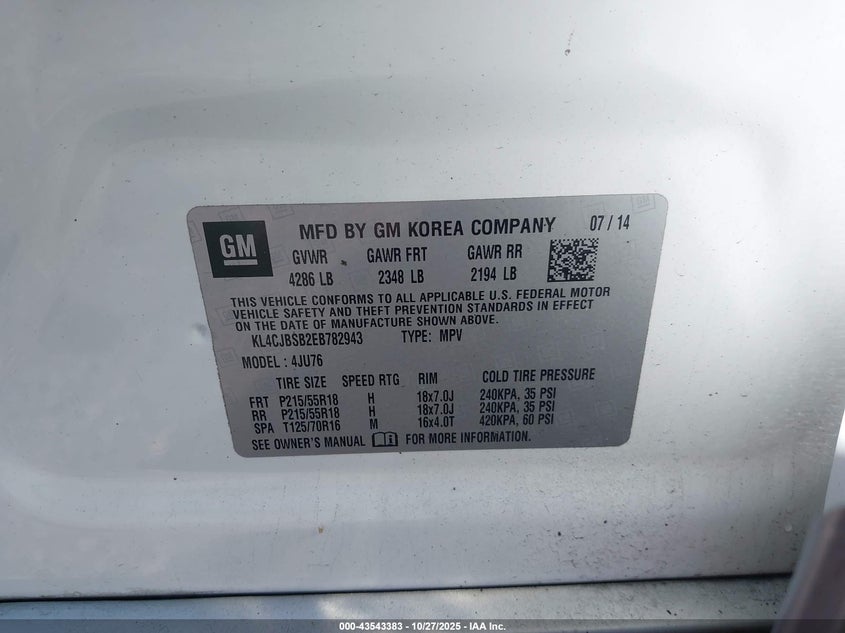 GM
MFD BY GM KOREA COMPANY 07 / 14
GVWR GAWR FRT GAWR RR
4286 LB 2348 LB 2194 LB
THIS VEHICLE CONFORMS TO ALL APPLICABLE U.S. FEDERAL MOTOR
VEHICLE SAFETY AND THEFT PREVENTION STANDARDS IN EFFECT
ON THE DATE OF MANUFACTURE SHOWN ABOVE.
KL4CJBSB2EB782943 TYPE: MPV
MODEL : 4JU76
TIRE SIZE SPEED RTG RIM COLD TIRE PRESSURE
FRT P215/55R18 H 18x7.0J 240KPA, 35 PSI
RR P215/55R18 H 18x7.0J 240KPA, 35 PSI
SPA T125/70R16 M 16x4.0T 420KPA, 60 PSI
SEE OWNER'S MANUAL FOR MORE INFORMATION.
000-43543383 - 10/27/2025 - IAA Inc.